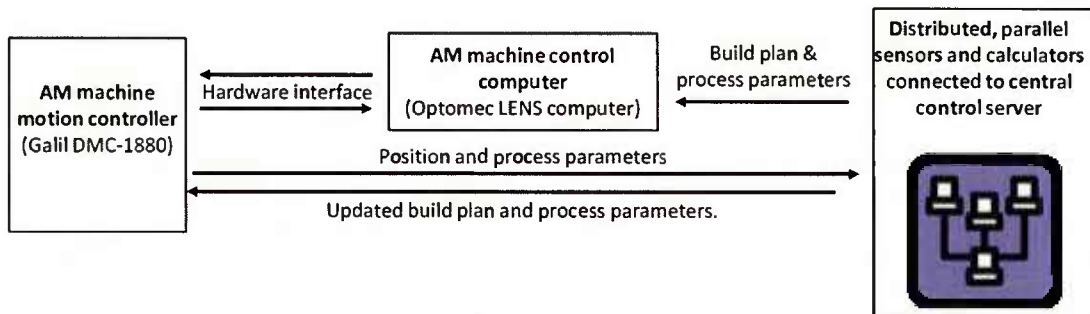 AM machine
motion controller
(Galil DMC-1880)
Hardware interface
AM machine control
computer
(Optomec LENS computer)
Build plan &
process parameters
Distributed, parallel
sensors and calculators
connected to central
control server
Position and process parameters
Updated build plan and process parameters.